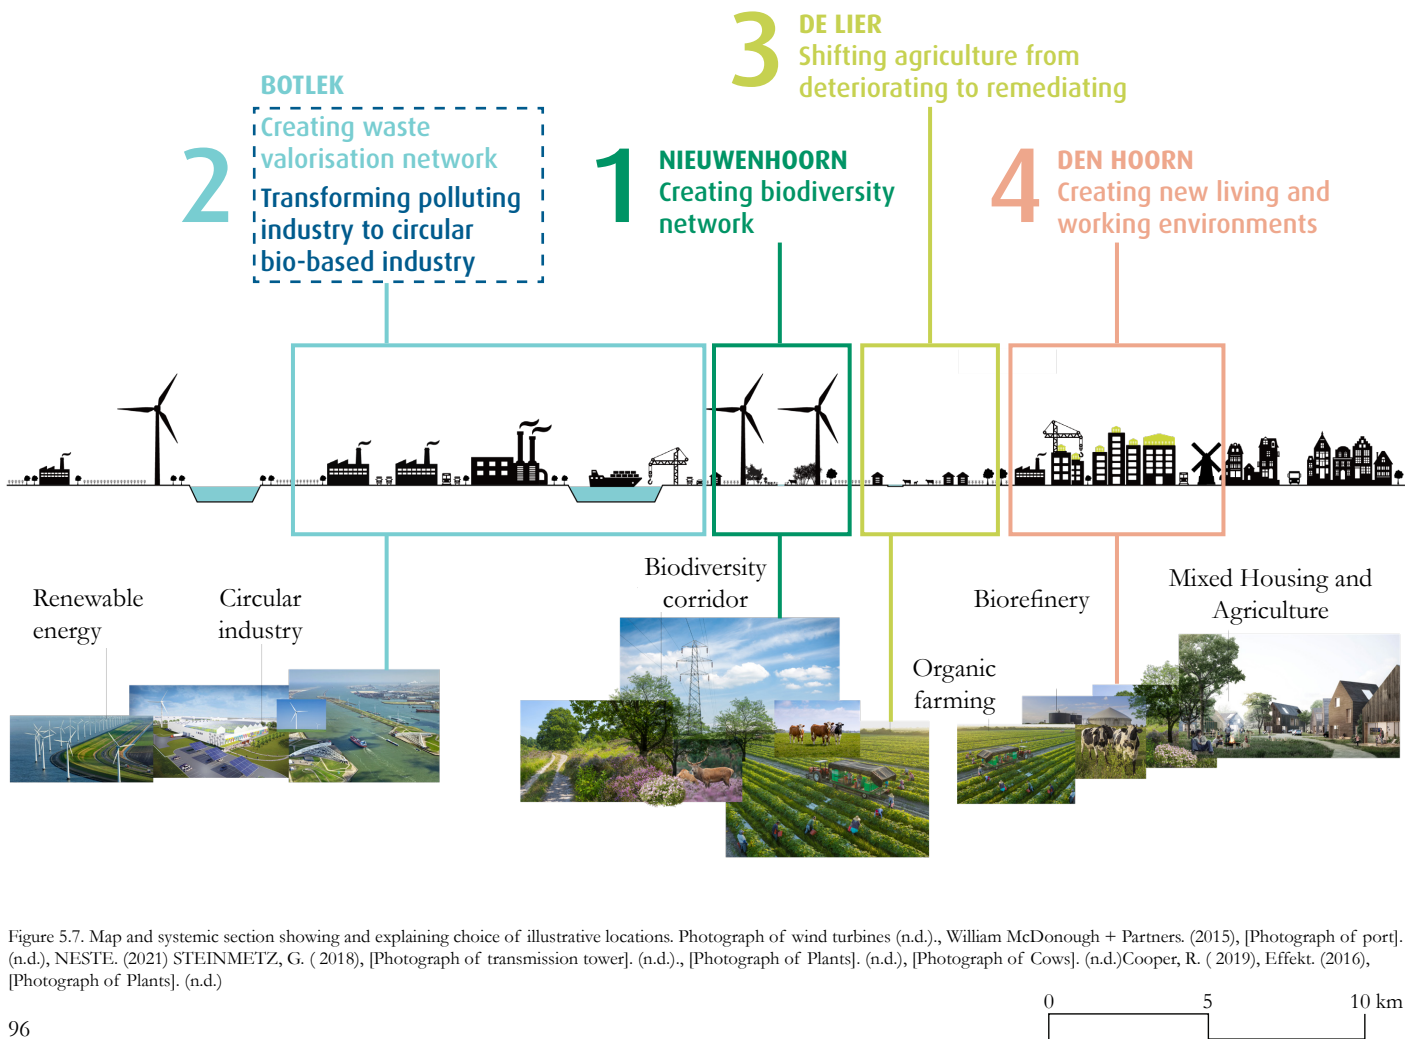 3
DE LIER
Shifting agriculture from
deteriorating to remediating
2
BOTLEK
Creating waste
valorisation network
Transforming polluting
industry to circular
bio-based industry
1
NIEUWENHOORN
Creating biodiversity
network
4
DEN HOORN
Creating new living and
working environments
Renewable
energy
Circular
industry
Biodiversity
corridor
Organic
farming
Biorefinery
Mixed Housing and
Agriculture
Figure 5.7. Map and systemic section showing and explaining choice of illustrative locations. Photograph of wind turbines (n.d.)., William McDonough + Partners. (2015), [Photograph of port].
(n.d.), NESTE. (2021) STEINMETZ, G. ( 2018), [Photograph of transmission tower]. (n.d.)., [Photograph of Plants]. (n.d.), [Photograph of Cows]. (n.d.)Cooper, R. ( 2019), Effekt. (2016),
[Photograph of Plants]. (n.d.)
0 5 10 km
96